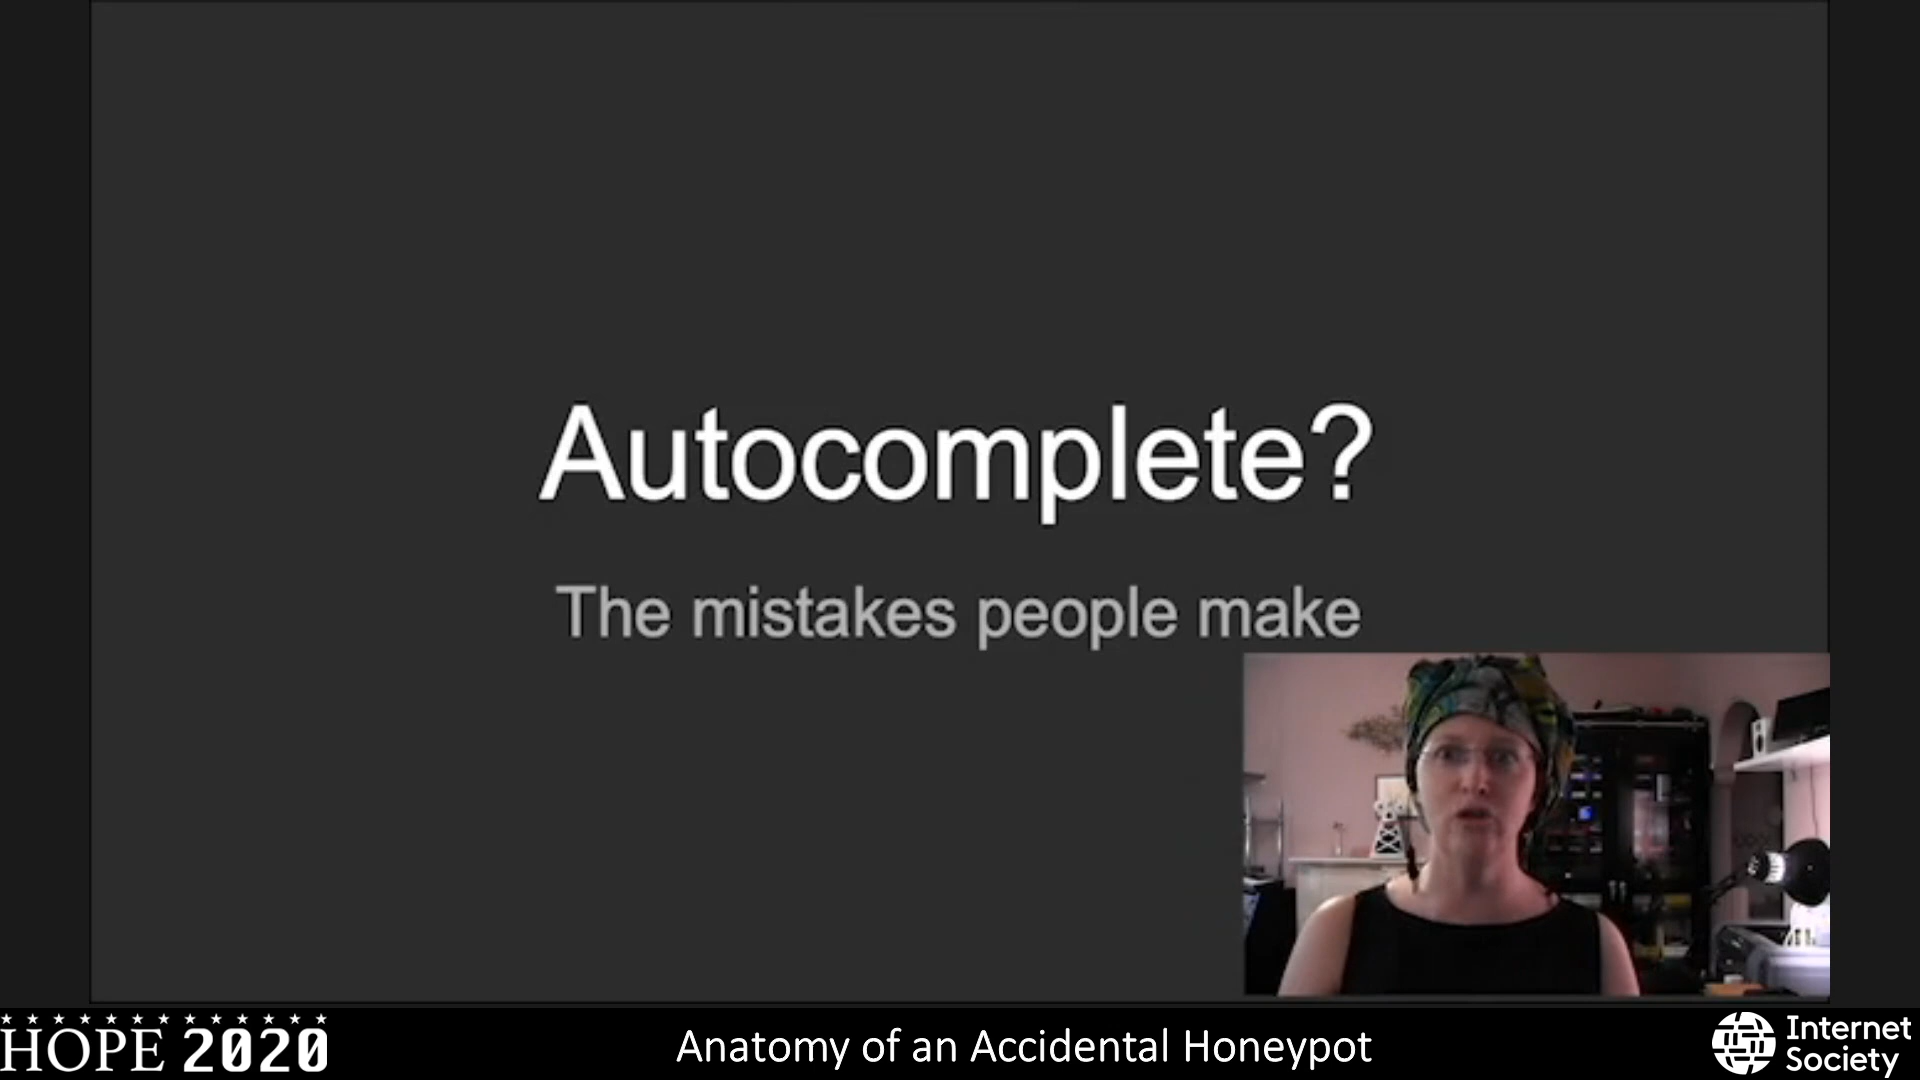 Autocomplete?
The mistakes people make
HOPE 2020
Anatomy of an Accidental Honeypot
Internet
Society